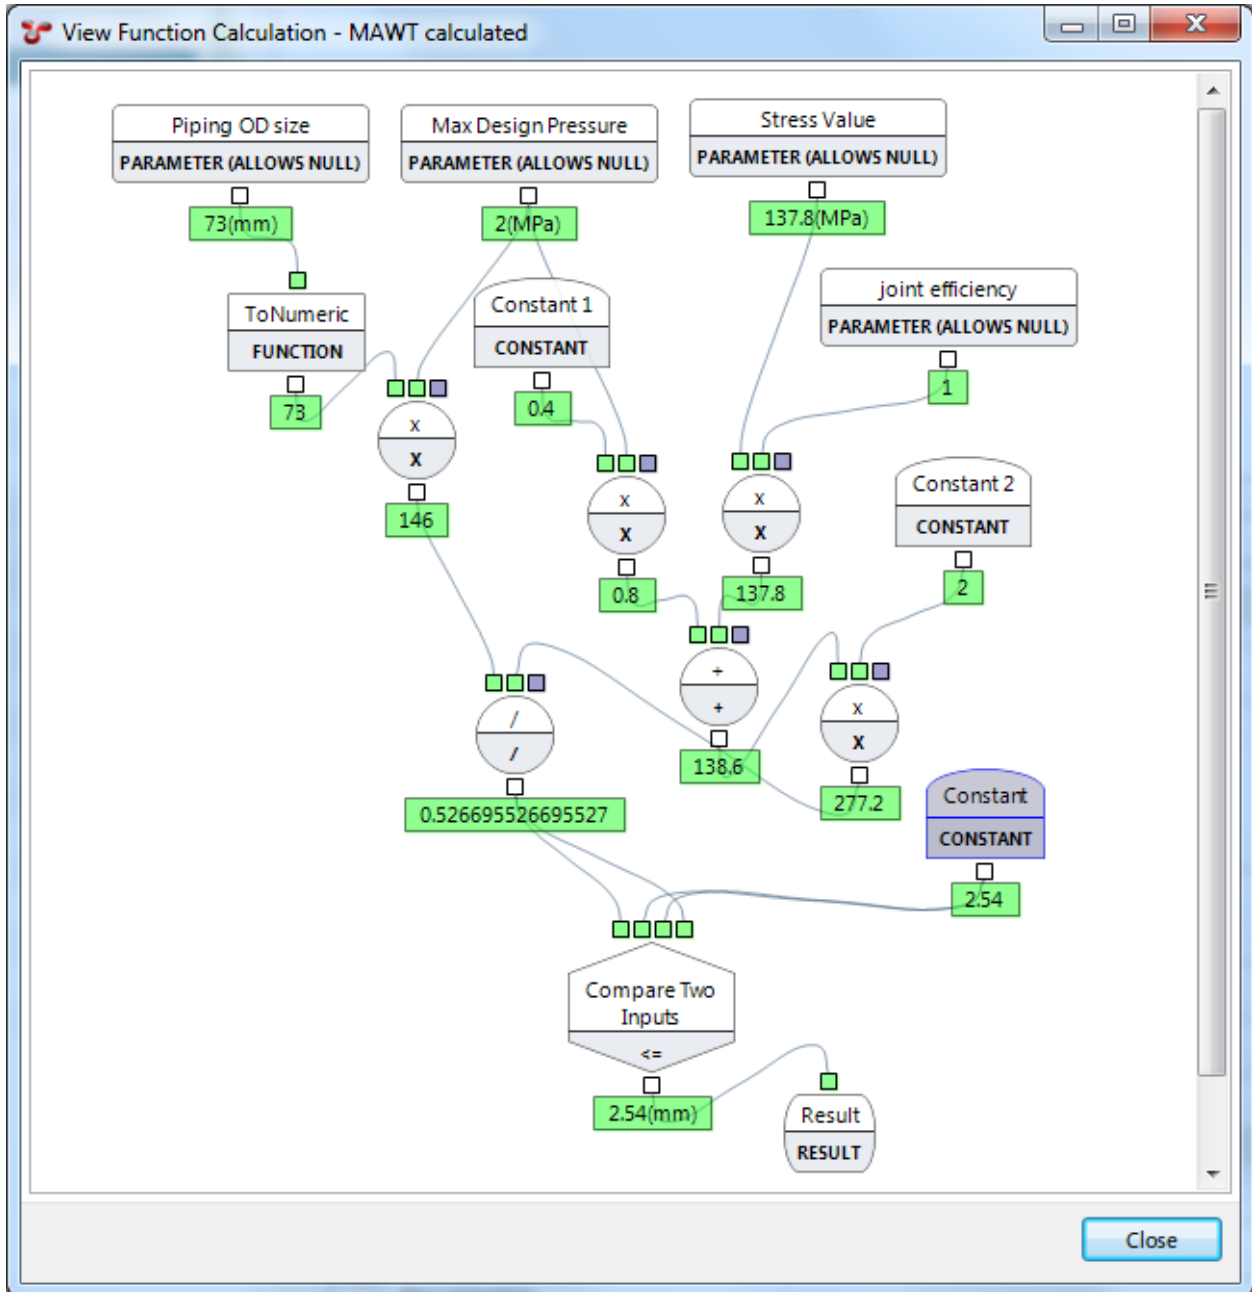 View Function Calculation - MAWT calculated
Piping OD size
PARAMETER (ALLOWS NULL)
73(mm)
Max Design Pressure
PARAMETER (ALLOWS NULL)
2(MPa)
Stress Value
PARAMETER (ALLOWS NULL)
137.8(MPa)
ToNumeric
FUNCTION
73
Constant 1
CONSTANT
0.4
joint efficiency
PARAMETER (ALLOWS NULL)
1
x
X
146
x
X
0.8
x
X
137.8
Constant 2
CONSTANT
2
+
+
138.6
x
X
277.2
/
/
0.526695526695527
Constant
CONSTANT
2.54
Compare Two
Inputs
<=
2.54(mm)
Result
RESULT
Close